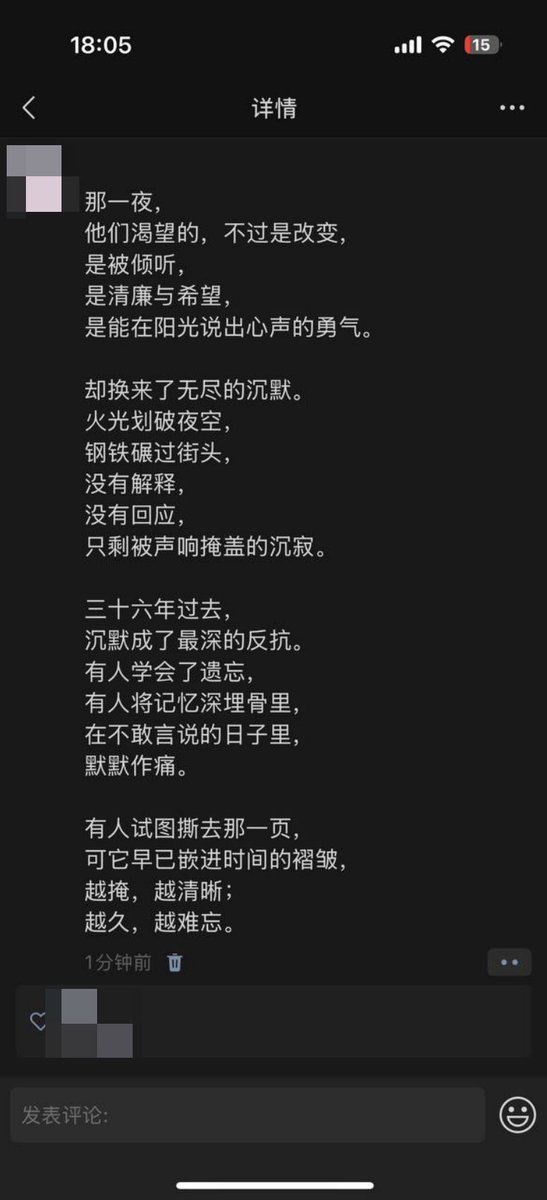 18:05
15
详情
那一夜，
他们渴望的，不过是改变，
是被倾听，
是清廉与希望，
是能在阳光说出心声的勇气。
却换来了无尽的沉默。
火光划破夜空，
钢铁碾过街头，
没有解释，
没有回应，
只剩被声响掩盖的沉寂。
三十六年过去，
沉默成了最深的反抗。
有人学会了遗忘，
有人将记忆深埋骨里，
在不敢言说的日子里，
默默作痛。
有人试图撕去那一页，
可它早已嵌进时间的褶皱，
越掩，越清晰；
越久，越难忘。
1分钟前
发表评论: